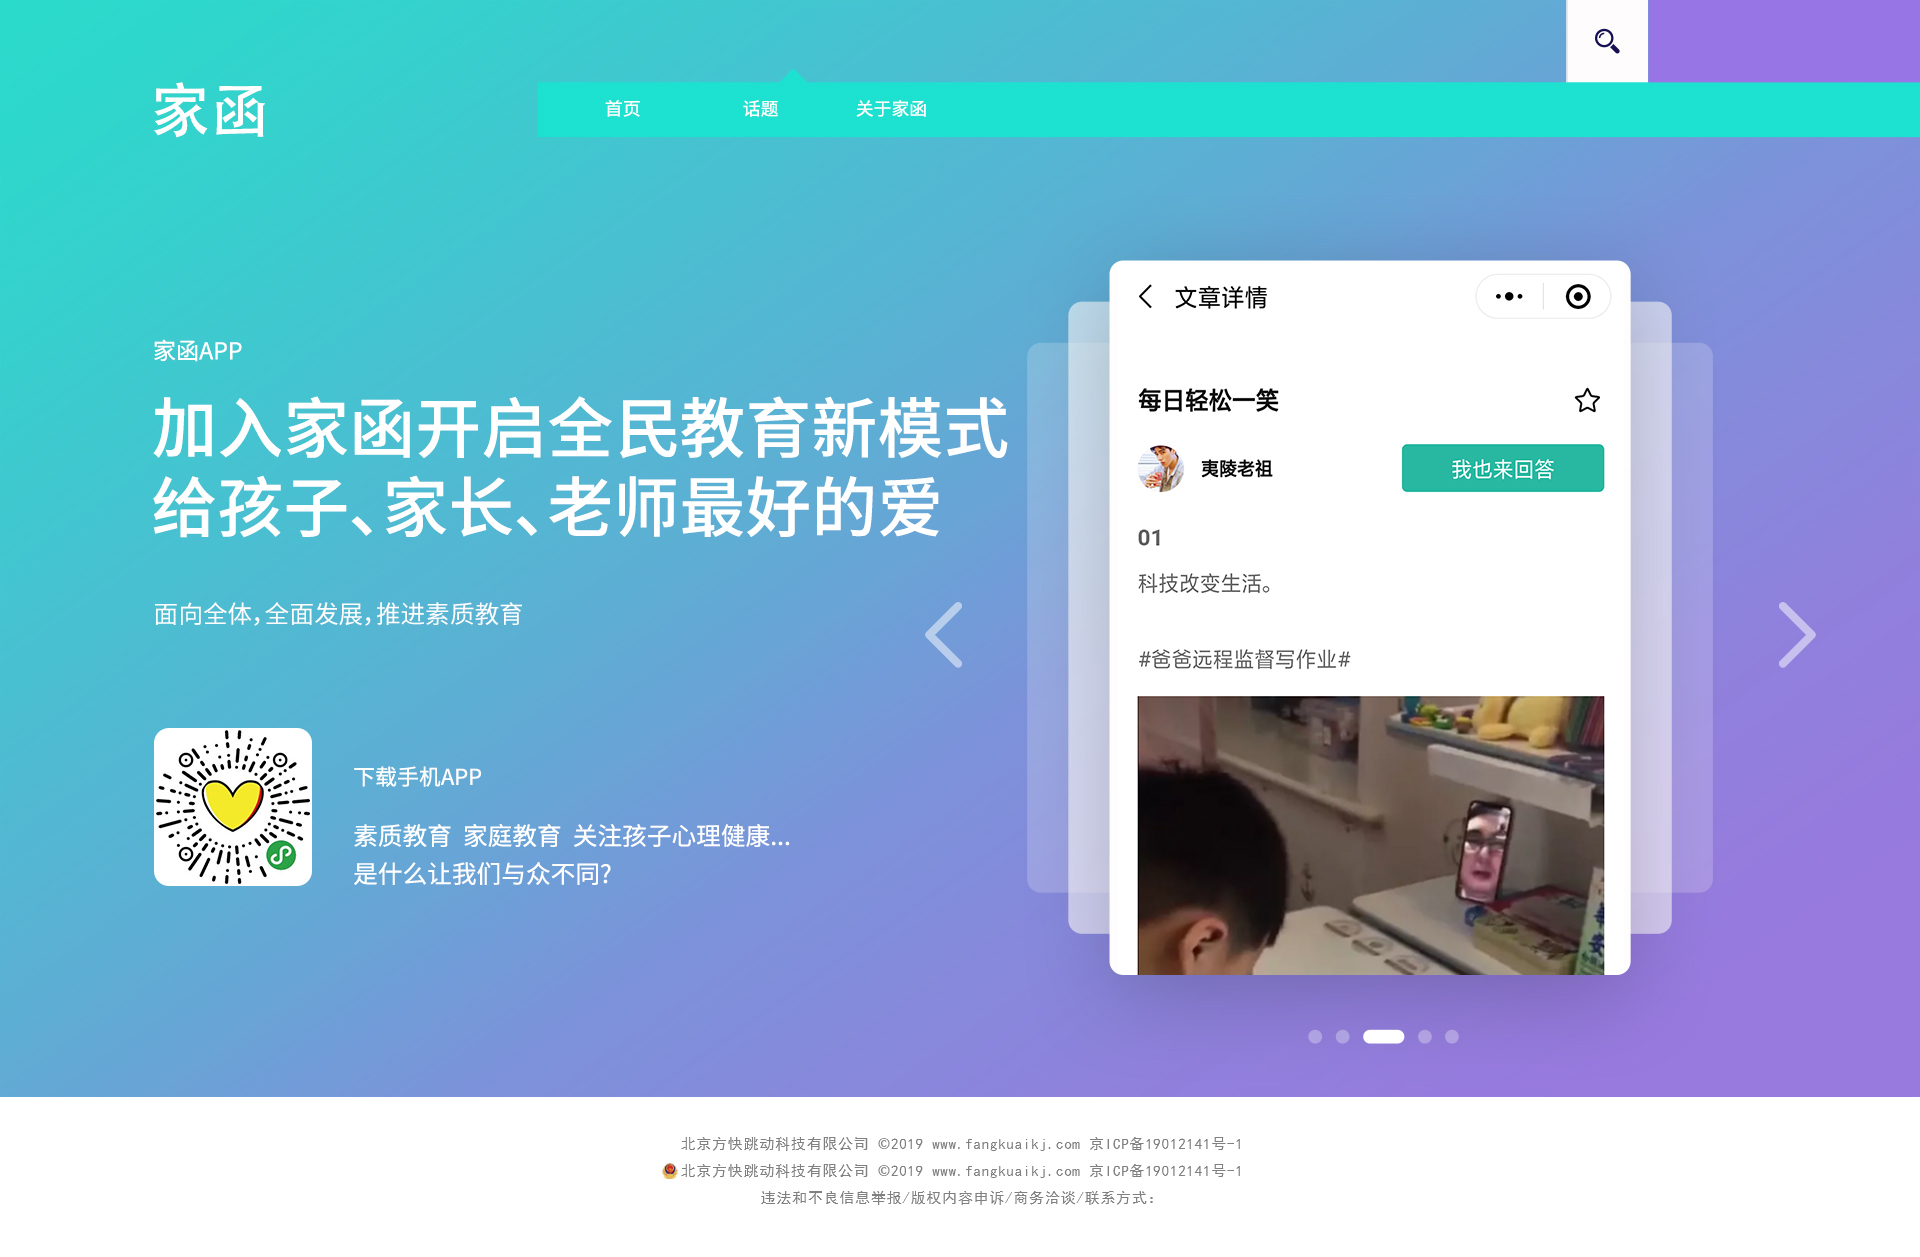 家函
首页
话题
关于家函
家函APP
加入家函开启全民教育新模式
给孩子、家长、老师最好的爱
面向全体，全面发展，推进素质教育
下载手机APP
素质教育 家庭教育 关注孩子心理健康...
是什么让我们与众不同?
文章详情
每日轻松一笑
夷陵老祖
我也来回答
01
科技改变生活。
#爸爸远程监督写作业#
北京方快跳动科技有限公司 ©2019 www.fangkuaikj.com 京ICP备19012141号-1
北京方快跳动科技有限公司 ©2019 www.fangkuaikj.com 京ICP备19012141号-1
违法和不良信息举报/版权内容申诉/商务洽谈/联系方式：